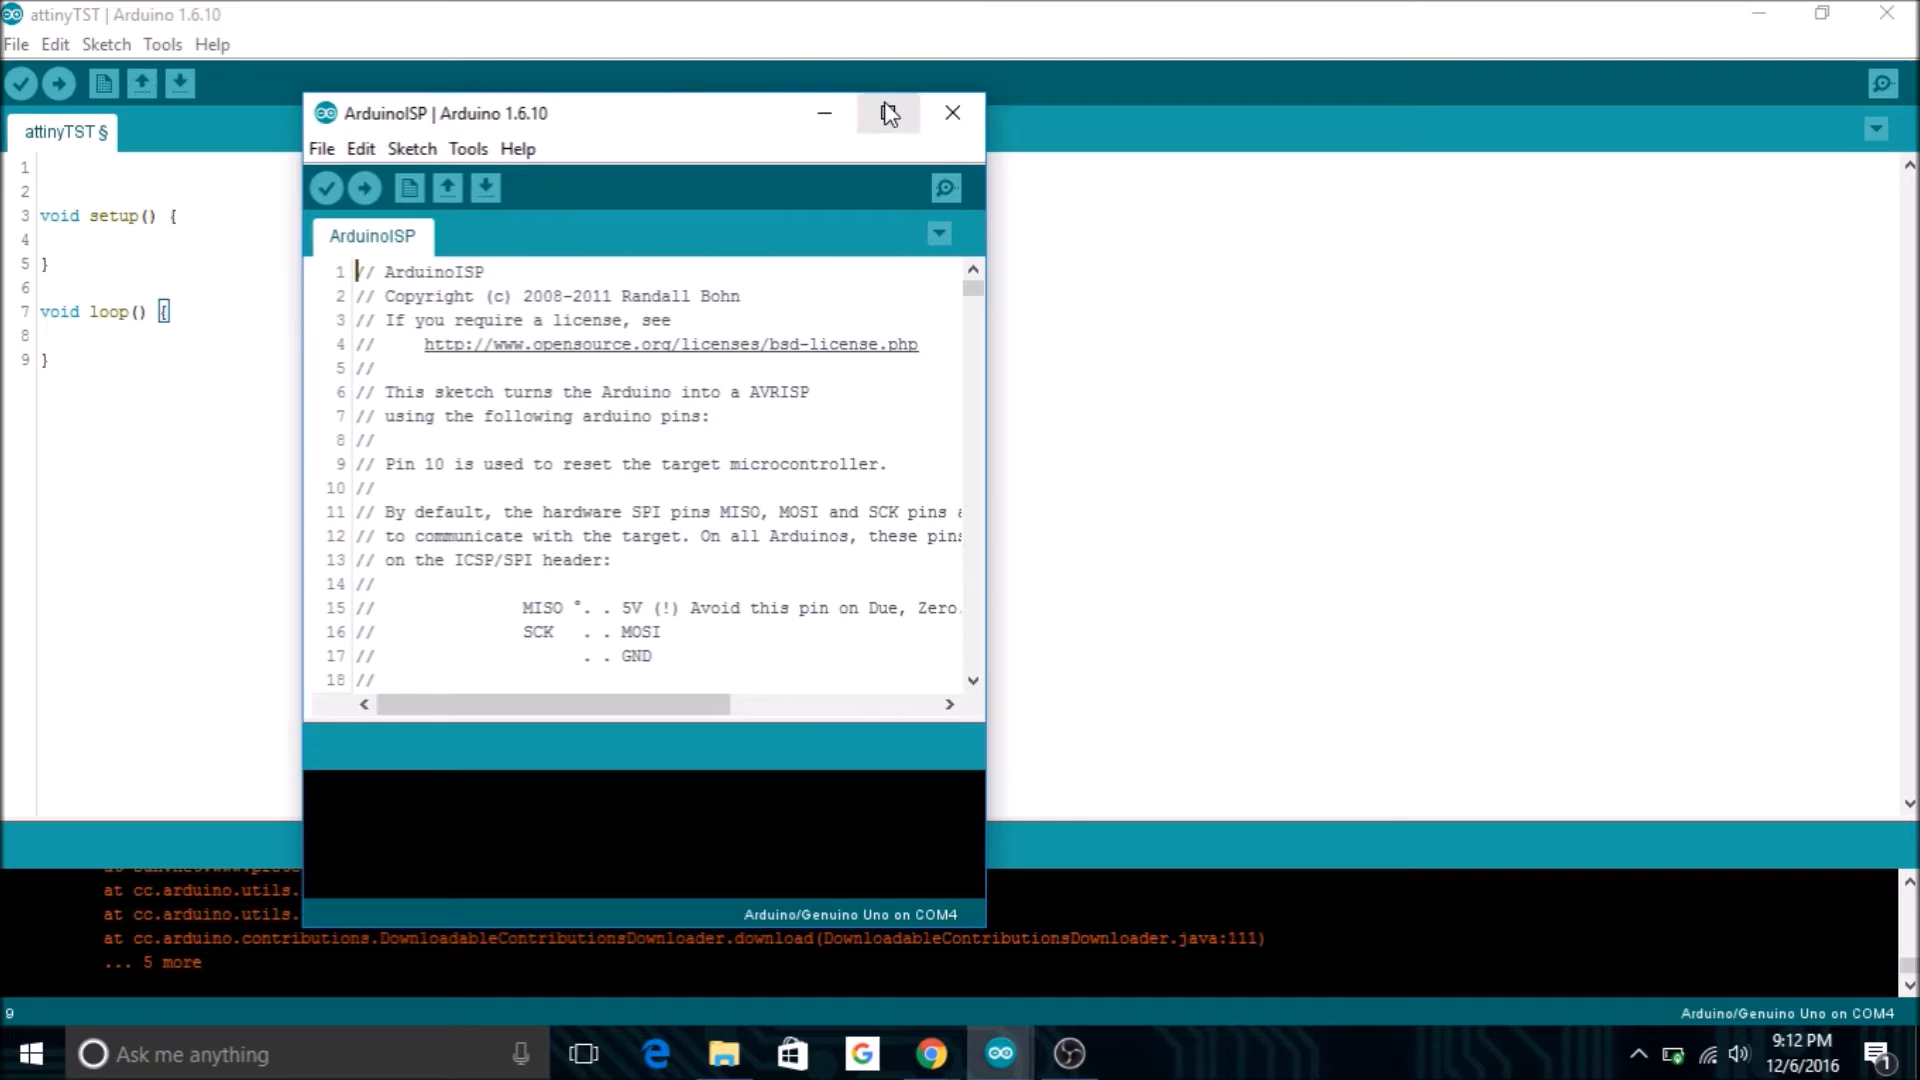 attinyTST | Arduino 1.6.10
File Edit Sketch Tools Help
attinyTST §
1
2
3 void setup() {
4
5 }
6
7 void loop() {
8
9 }
ArduinoISP | Arduino 1.6.10
File Edit Sketch Tools Help
ArduinoISP
1 // ArduinoISP
2 // Copyright (c) 2008-2011 Randall Bohn
3 // If you require a license, see
4 // http://www.opensource.org/licenses/bsd-license.php
5 //
6 // This sketch turns the Arduino into a AVRISP
7 // using the following arduino pins:
8 //
9 // Pin 10 is used to reset the target microcontroller.
10 //
11 // By default, the hardware SPI pins MISO, MOSI and SCK pins
12 // to communicate with the target. On all Arduinos, these pins
13 // on the ICSP/SPI header:
14 //
15 // MISO °. . 5V (!) Avoid this pin on Due, Zero.
16 // SCK . . MOSI
17 // . . GND
18 //
Arduino/Genuino Uno on COM4
at cc.arduino.utils.
at cc.arduino.utils.
at cc.arduino.contributions.DownloadableContributionsDownloader.download(DownloadableContributionsDownloader.java:111)
... 5 more
9
Arduino/Genuino Uno on COM4
Ask me anything
9:12 PM
12/6/2016
1